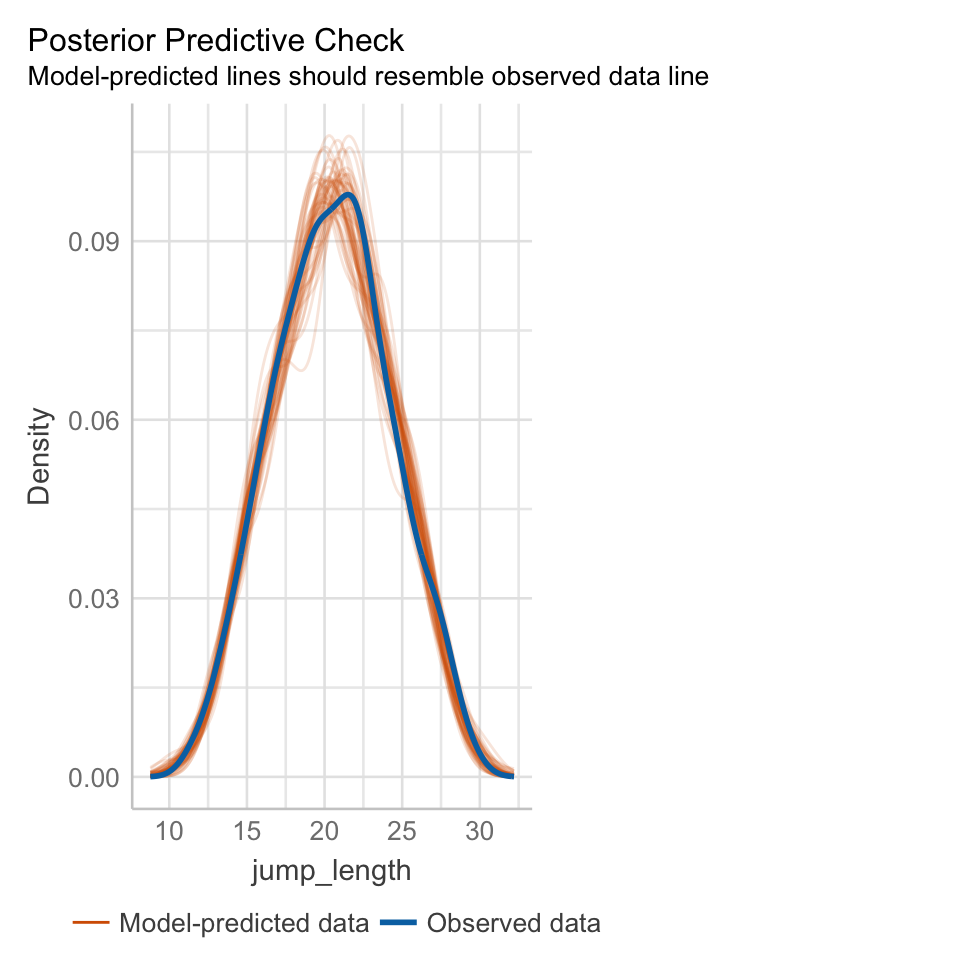 Posterior Predictive Check
Model-predicted lines should resemble observed data line
Density
0.09
0.06
0.03
0.00
10 15 20 25 30
jump_length
Model-predicted data Observed data